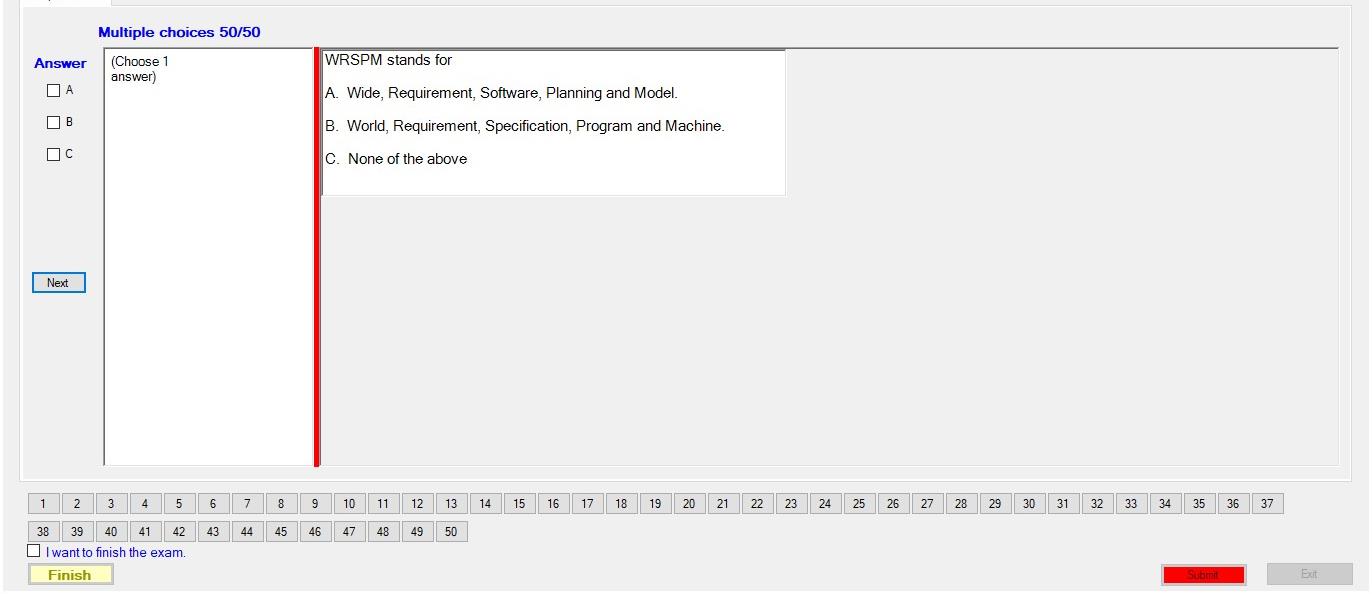 Multiple choices 50/50
Answer
A
B
C
(Choose 1
answer)
WRSPM stands for
A. Wide, Requirement, Software, Planning and Model.
B. World, Requirement, Specification, Program and Machine.
C. None of the above
Next
1 2 3 4 5 6 7 8 9 10 11 12 13 14 15 16 17 18 19 20 21 22 23 24 25 26 27 28 29 30 31 32 33 34 35 36 37
38 39 40 41 42 43 44 45 46 47 48 49 50
I want to finish the exam.
Finish
Submit
Exit